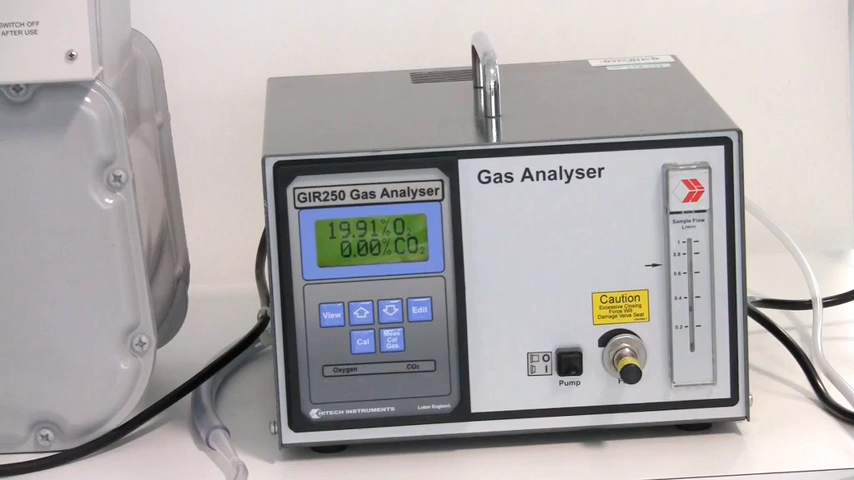 SWITCH OFF
AFTER USE
GIR250 Gas Analyser
19.91%O2
0.00%CO2
View
Edit
Cal
Meas
Cal
Gas
Oxygen CO2
HITECH INSTRUMENTS Luton England
Gas Analyser
Sample Flow
L/min
1
0.8
0.6
0.4
0.2
Caution
Excessive Closing
Force Will
Damage Valve Seat
O
I
Pump